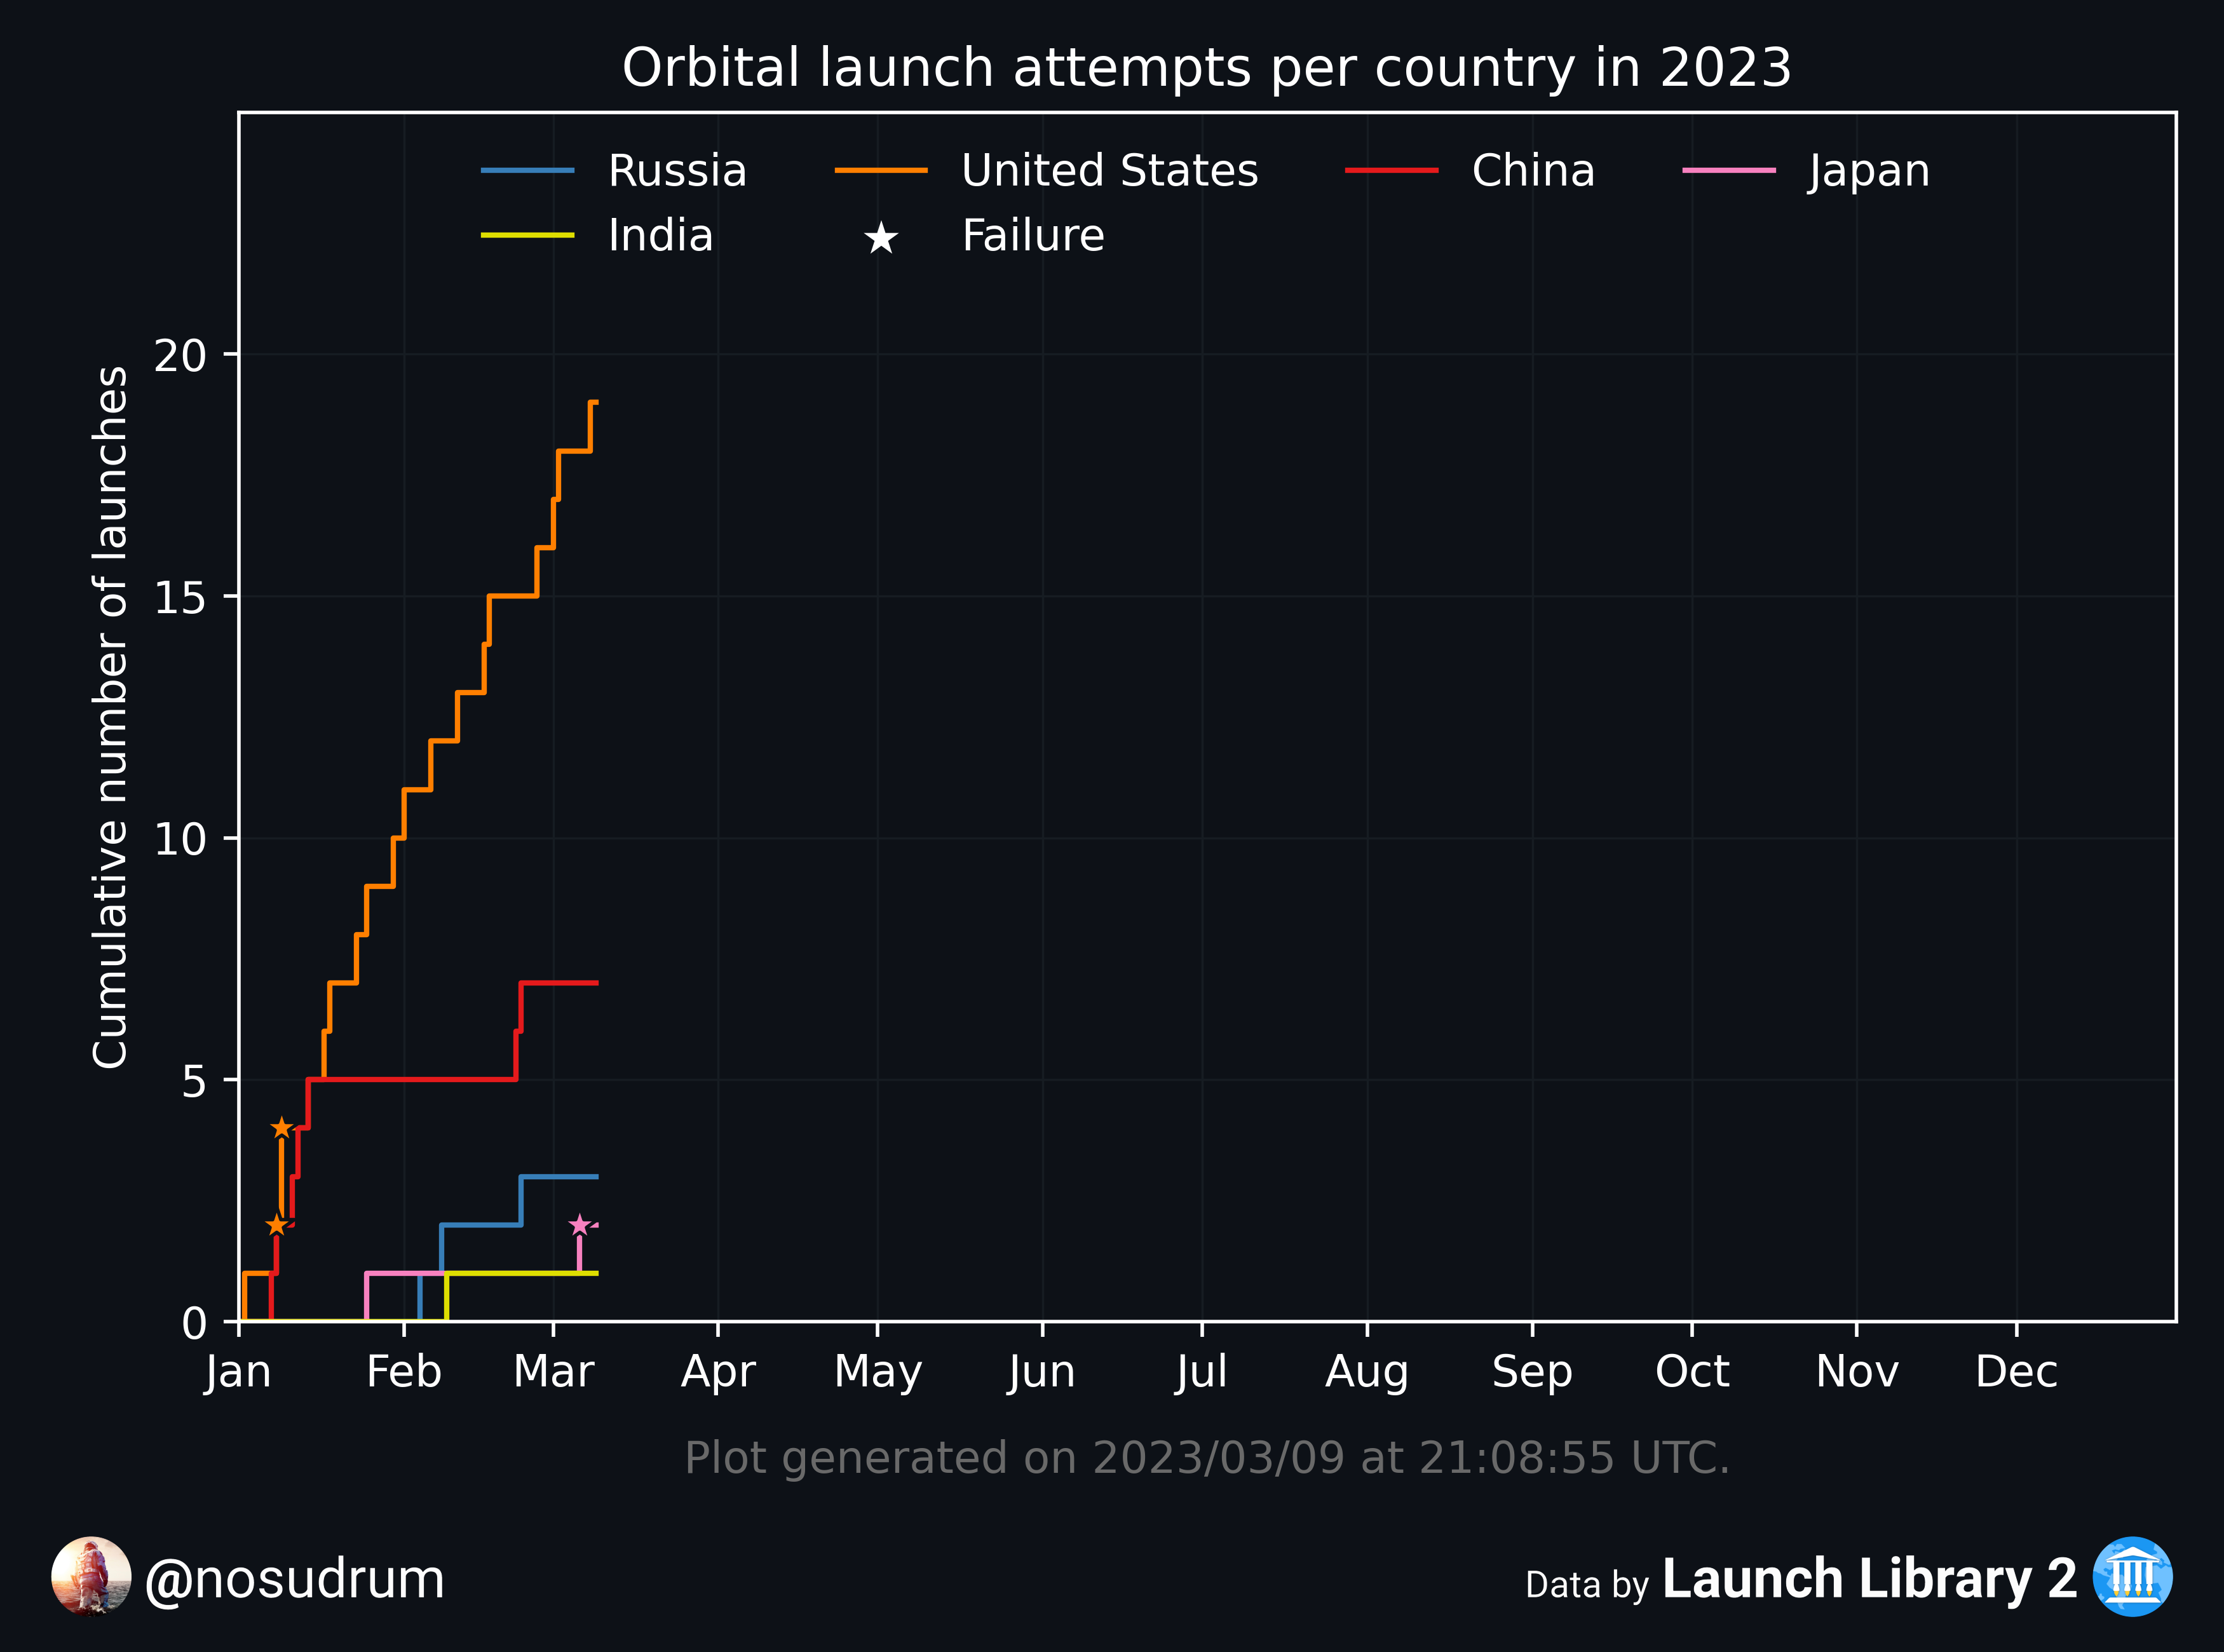 Orbital launch attempts per country in 2023
Russia United States China Japan
India Failure
Cumulative number of launches
20
15
10
5
0
Jan Feb Mar Apr May Jun Jul Aug Sep Oct Nov Dec
Plot generated on 2023/03/09 at 21:08:55 UTC.
@nosudrum
Data by Launch Library 2